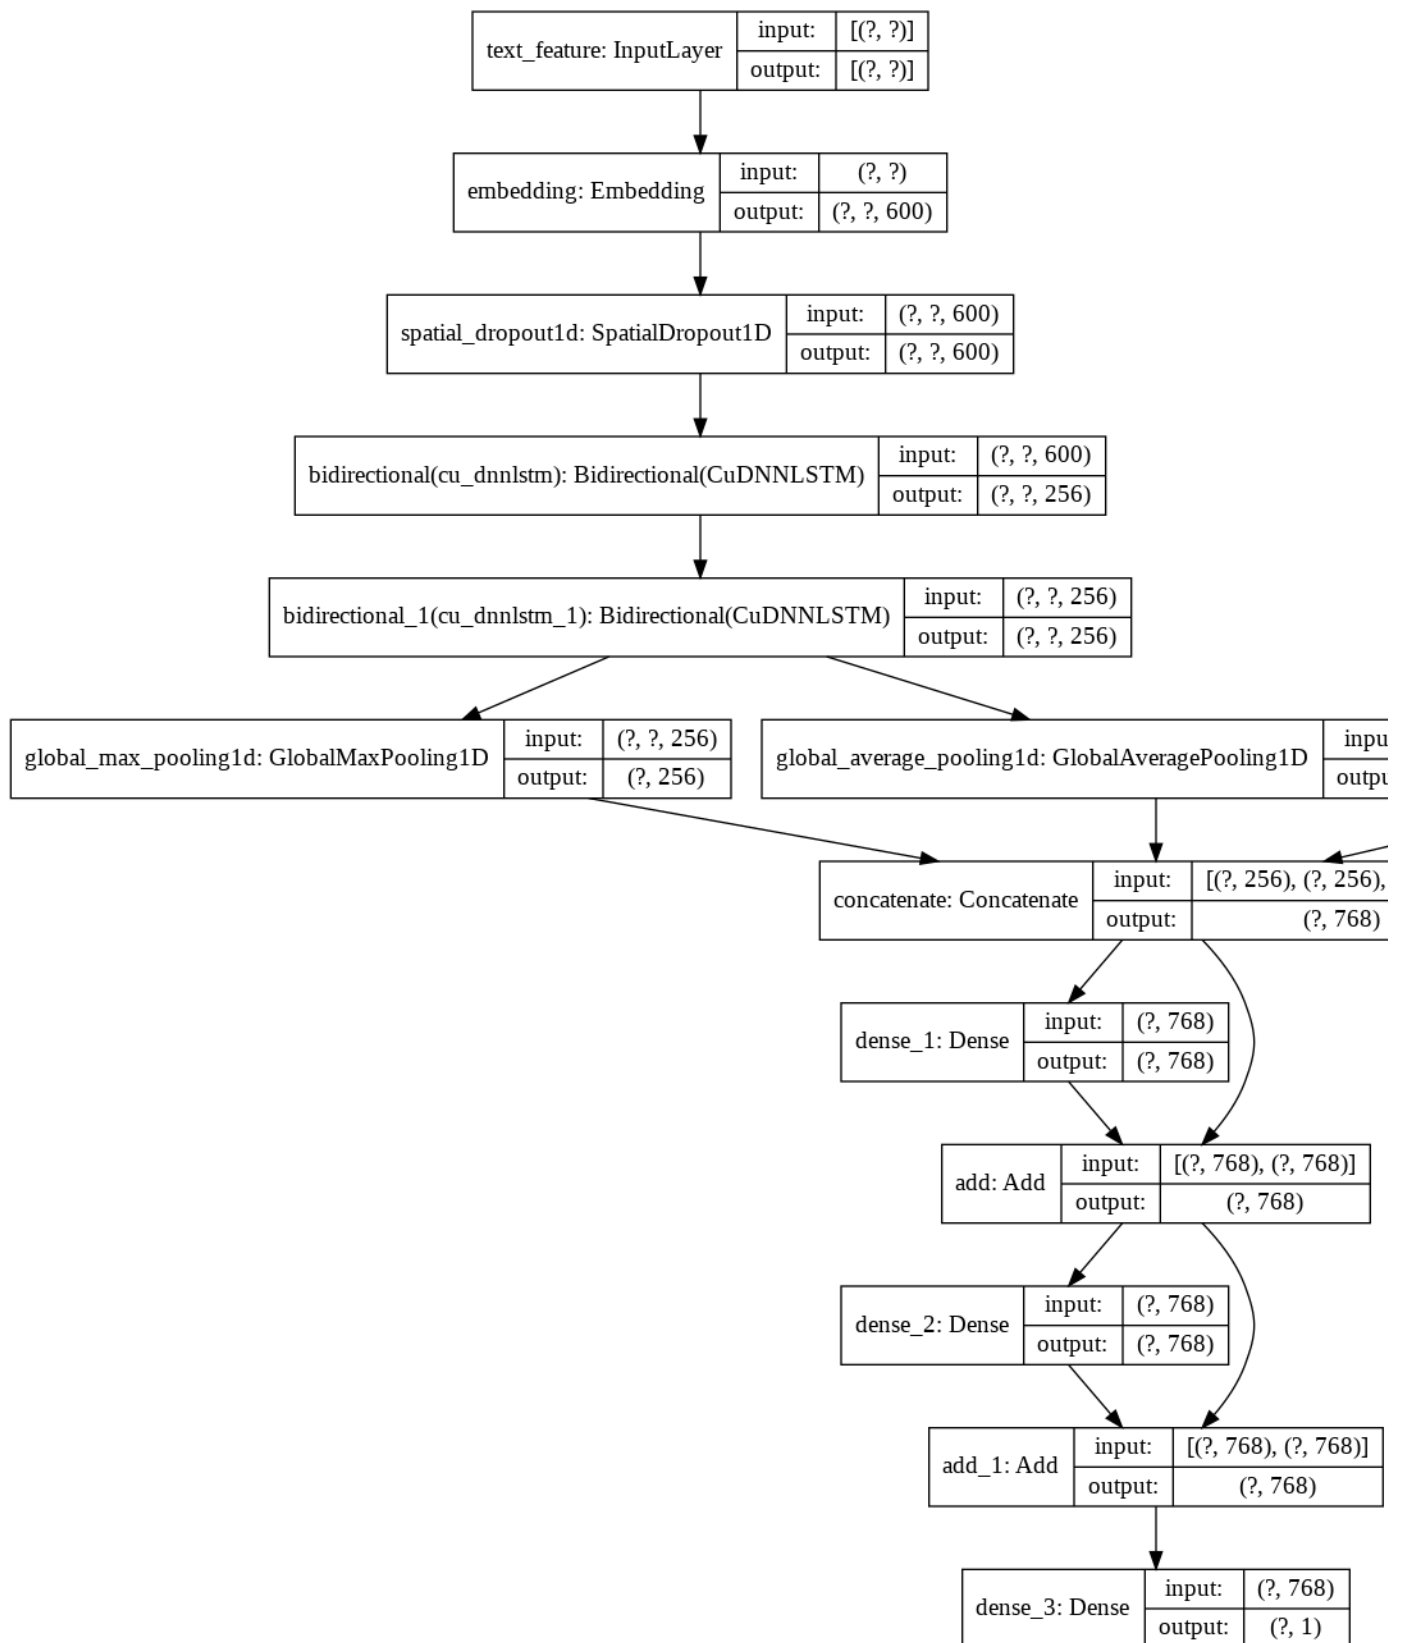 text_feature: InputLayer
input: [(?, ?)]
output: [(?, ?)]
embedding: Embedding
input: (?, ?)
output: (?, ?, 600)
spatial_dropout1d: SpatialDropout1D
input: (?, ?, 600)
output: (?, ?, 600)
bidirectional(cu_dnnlstm): Bidirectional(CuDNNLSTM)
input: (?, ?, 600)
output: (?, ?, 256)
bidirectional_1(cu_dnnlstm_1): Bidirectional(CuDNNLSTM)
input: (?, ?, 256)
output: (?, ?, 256)
global_max_pooling1d: GlobalMaxPooling1D
input: (?, ?, 256)
output: (?, 256)
global_average_pooling1d: GlobalAveragePooling1D
concatenate: Concatenate
input: [(?, 256), (?, 256),
output: (?, 768)
dense_1: Dense
input: (?, 768)
output: (?, 768)
add: Add
input: [(?, 768), (?, 768)]
output: (?, 768)
dense_2: Dense
input: (?, 768)
output: (?, 768)
add_1: Add
input: [(?, 768), (?, 768)]
output: (?, 768)
dense_3: Dense
input: (?, 768)
output: (?, 1)